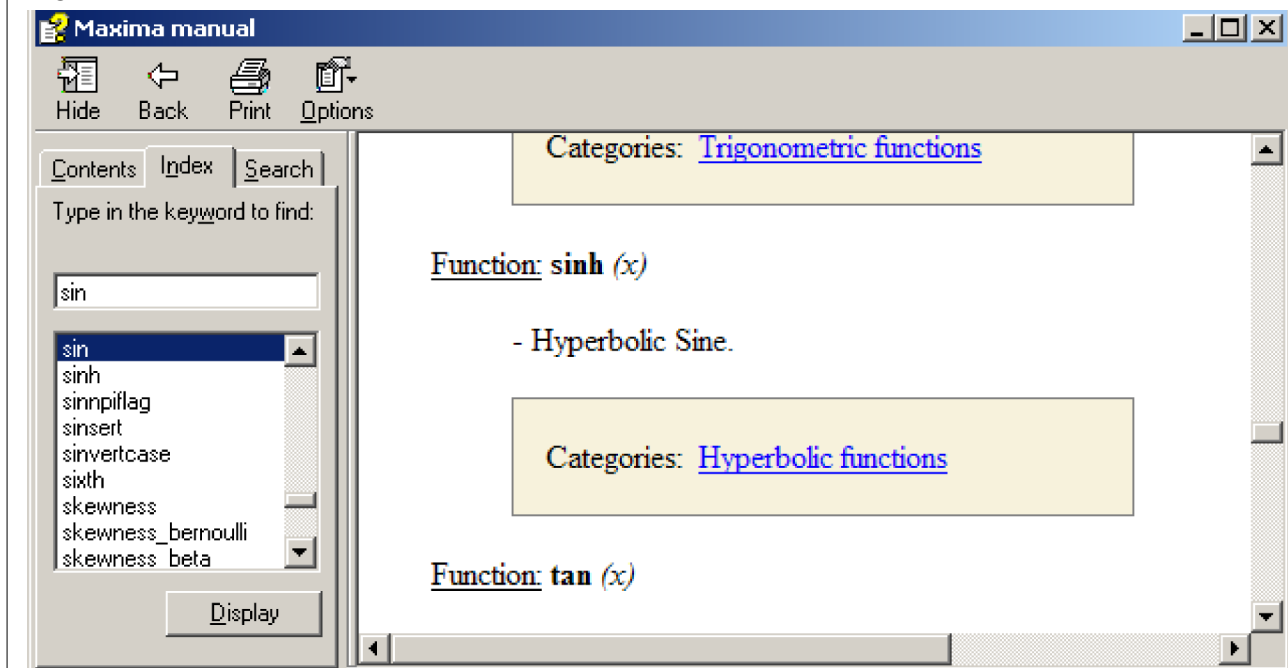 Maxima manual
Hide Back Print Options
Contents Index Search
Type in the keyword to find:
sin
sin
sinh
sinnpiflag
sinsert
sinvertcase
sixth
skewness
skewness_bernoulli
skewness_beta
Display
Categories: Trigonometric functions
Function: sinh (x)
- Hyperbolic Sine.
Categories: Hyperbolic functions
Function: tan (x)